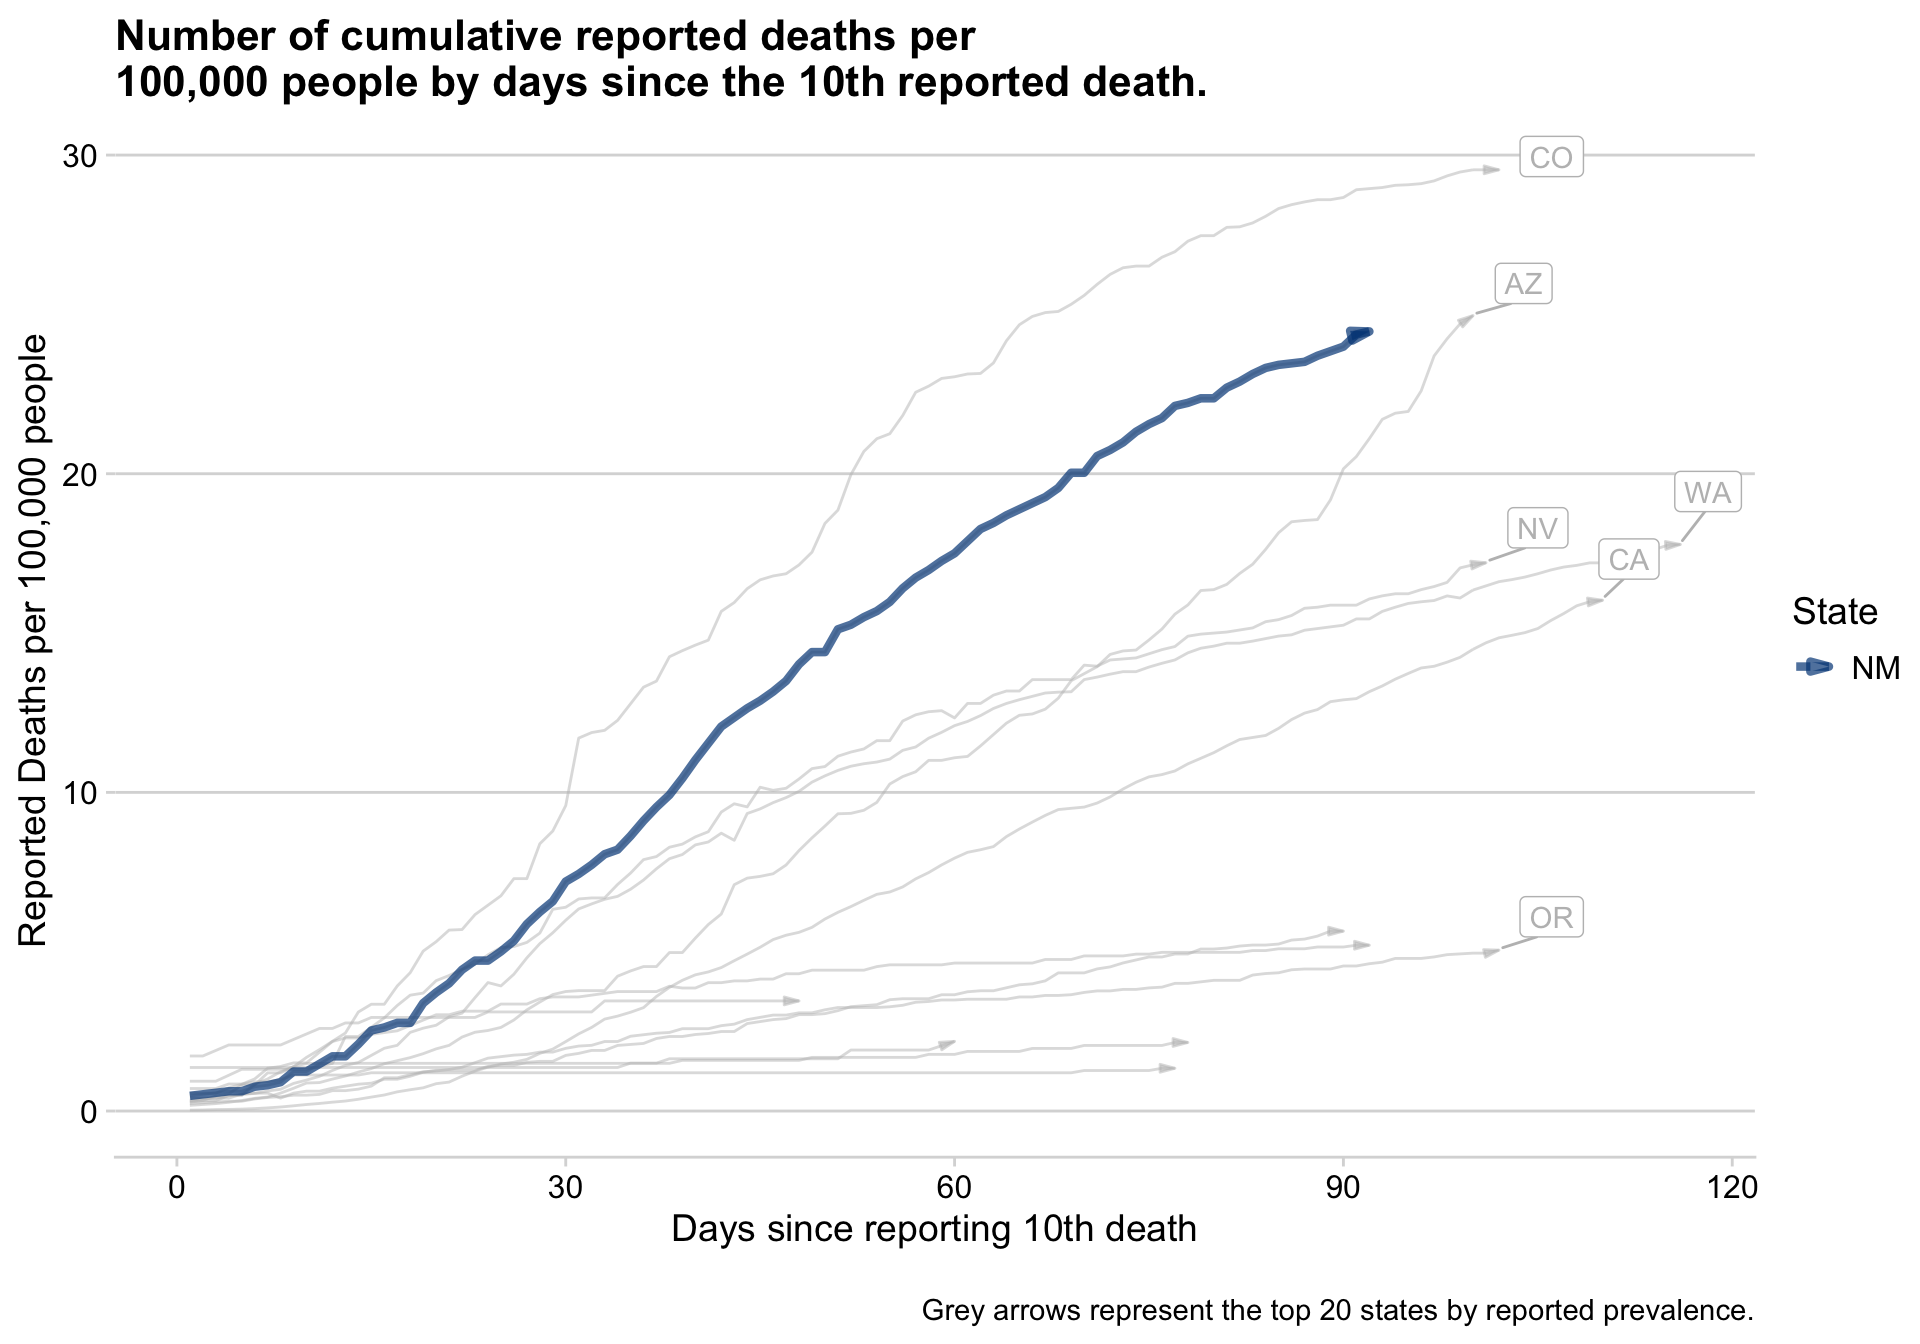 Number of cumulative reported deaths per
100,000 people by days since the 10th reported death.
Reported Deaths per 100,000 people
30
20
10
0
CO
AZ
WA
NV
CA
OR
State
NM
0 30 60 90 120
Days since reporting 10th death
Grey arrows represent the top 20 states by reported prevalence.